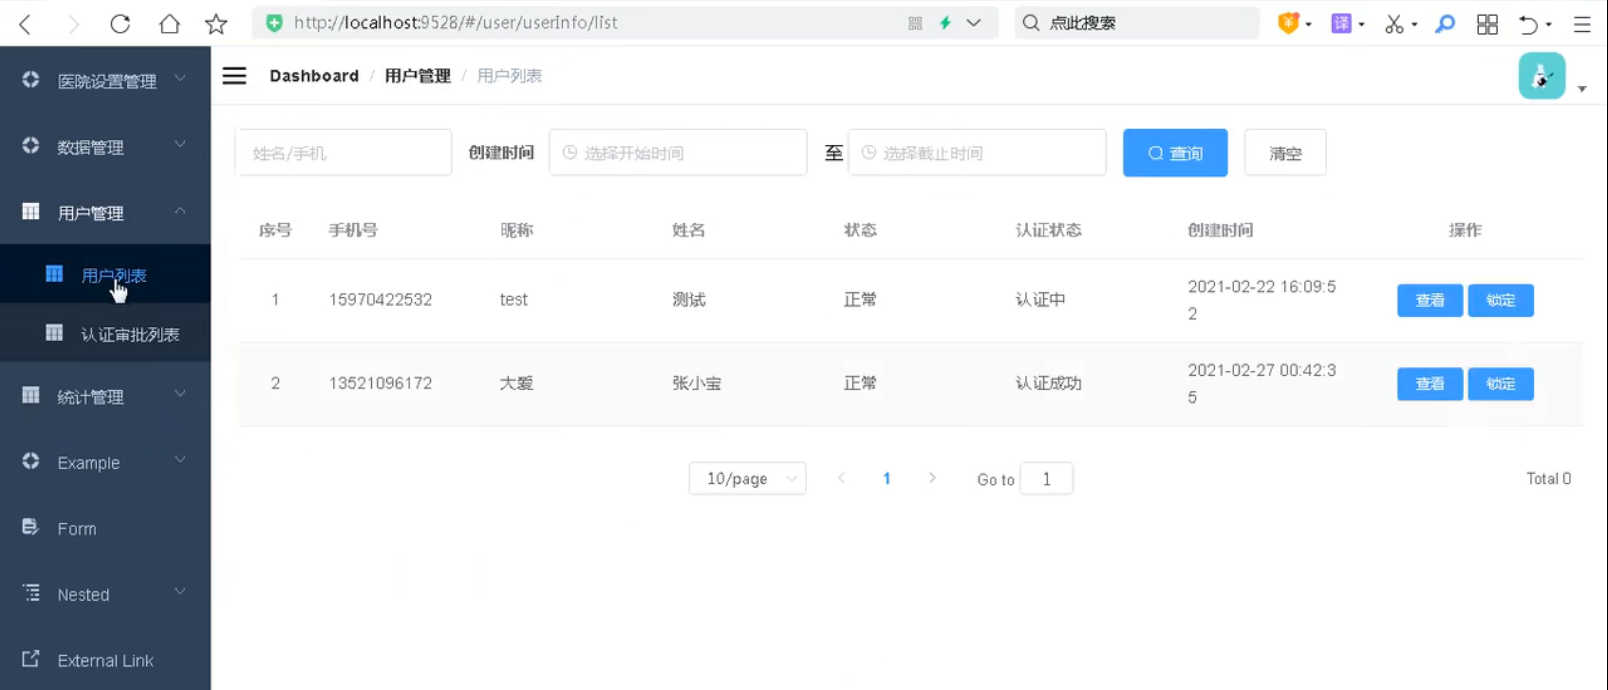 http://localhost:9528/#/user/userInfo/list
点此搜索
译
医院设置管理
数据管理
用户管理
用户列表
认证审批列表
统计管理
Example
Form
Nested
External Link
Dashboard / 用户管理 / 用户列表
姓名/手机 创建时间 选择开始时间 至 选择截止时间 查询 清空
序号 手机号 昵称 姓名 状态 认证状态 创建时间 操作
1 15970422532 test 测试 正常 认证中 2021-02-22 16:09:5
2
查看 锁定
2 13521096172 大爱 张小宝 正常 认证成功 2021-02-27 00:42:3
5
查看 锁定
10/page 1 Go to 1 Total 0